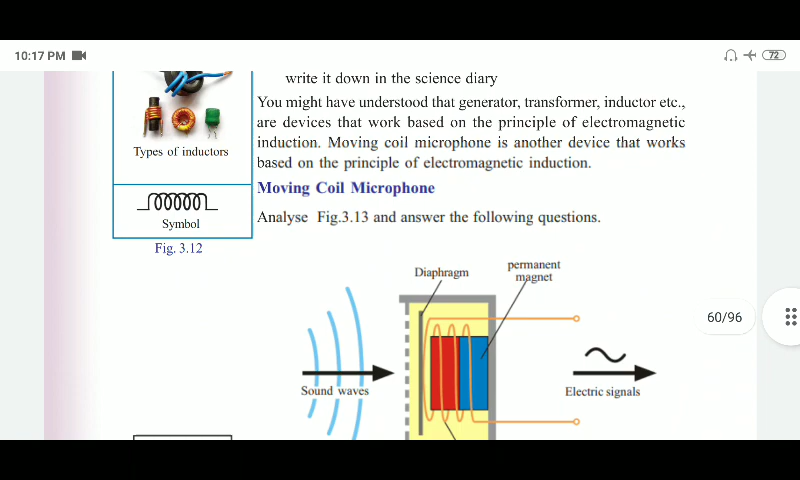 10:17 PM
72
write it down in the science diary
You might have understood that generator, transformer, inductor etc.,
are devices that work based on the principle of electromagnetic
induction. Moving coil microphone is another device that works
based on the principle of electromagnetic induction.
Types of inductors
Moving Coil Microphone
Symbol
Analyse Fig.3.13 and answer the following questions.
Fig. 3.12
Diaphragm
permanent
magnet
60/96
Sound waves
Electric signals